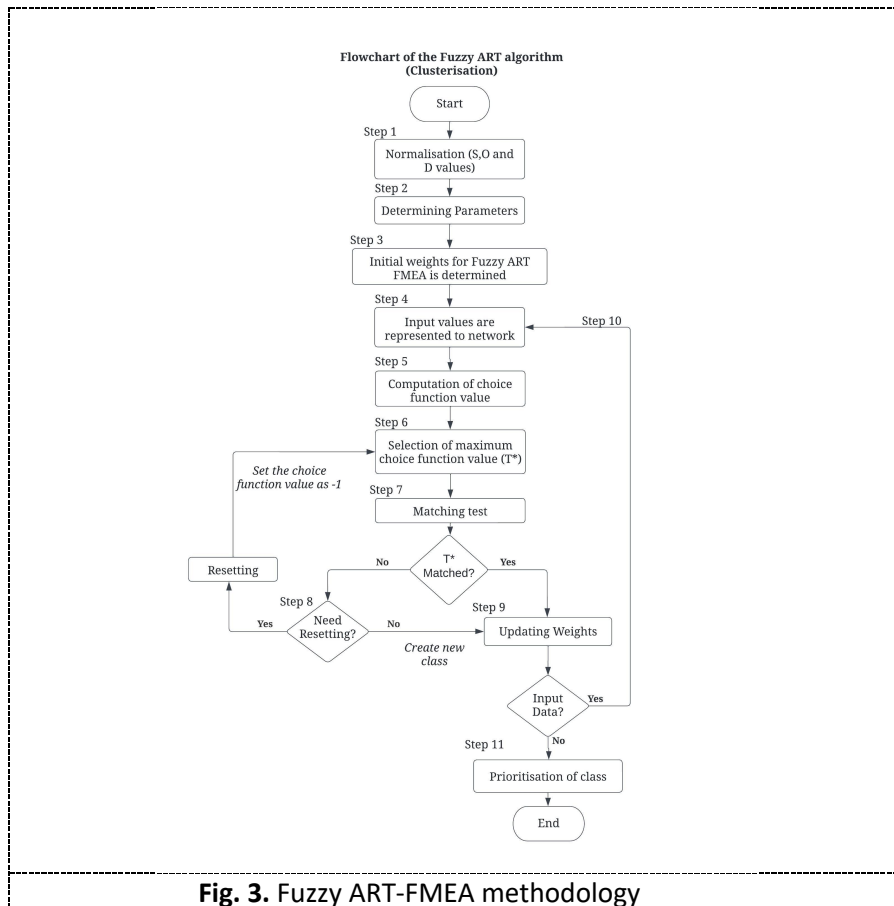 Flowchart of the Fuzzy ART algorithm
(Clusterisation)
Start
Step 1
Normalisation (S,O and
D values)
Step 2
Determining Parameters
Step 3
Initial weights for Fuzzy ART
FMEA is determined
Step 4
Input values are
represented to network
Step 10
Step 5
Computation of choice
function value
Step 6
Selection of maximum
choice function value (T*)
Set the choice
function value as -1
Step 7
Matching test
T*
Matched?
No
Yes
Resetting
Step 8
Need
Resetting?
Yes
No
Create new
class
Step 9
Updating Weights
Input
Data?
Yes
No
Step 11
Prioritisation of class
End
Fig. 3. Fuzzy ART-FMEA methodology